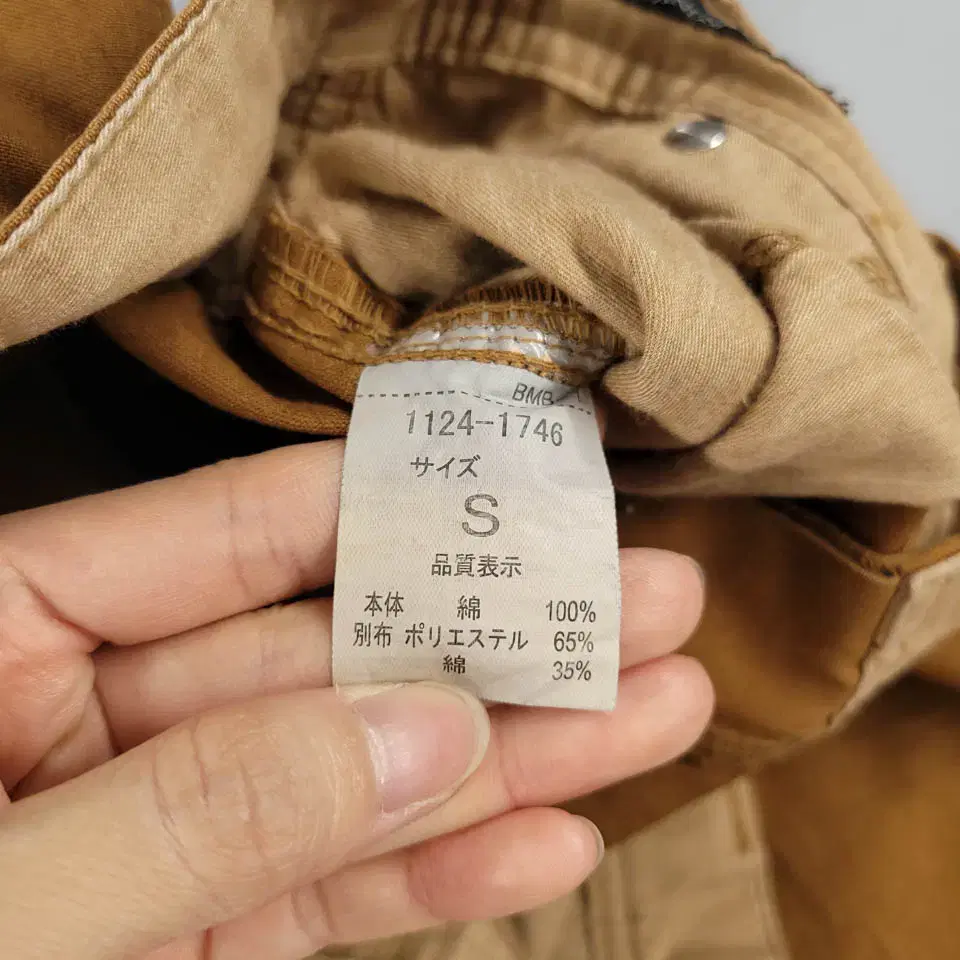 BMB
1124-1746
サイズ
S
品質表示
本体 綿 100%
別布 ポリエステル 65%
綿 35%